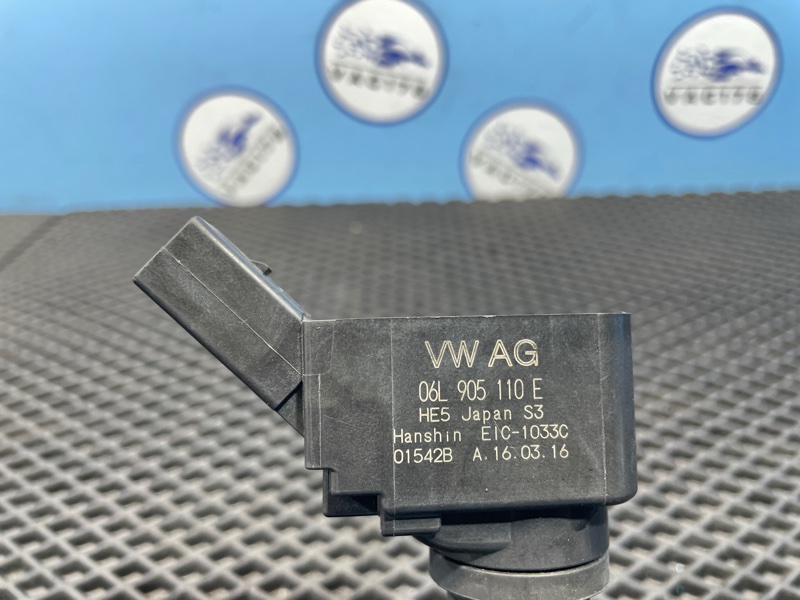 VW AG
06L 905 110 E
HE5 Japan S3
Hanshin EIC-1033C
01542B A.16.03.16